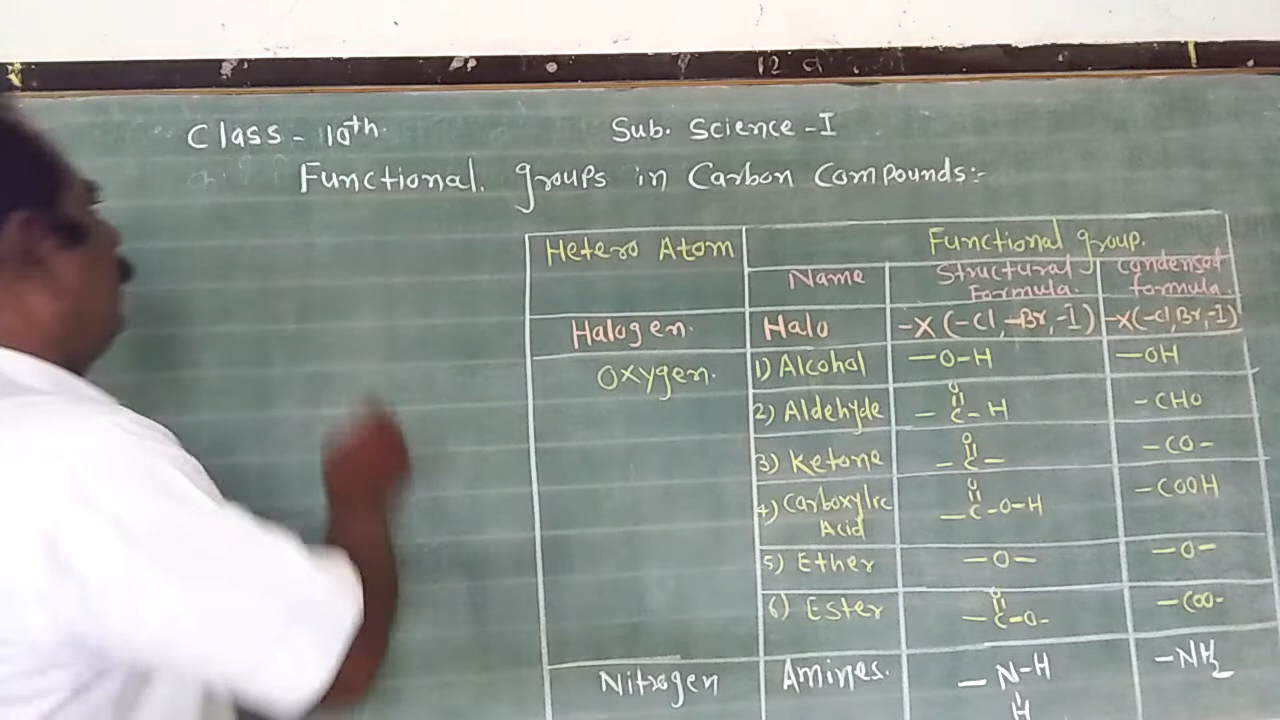 12
Class - 10th.
Sub. Science - I
Functional. groups in Carbon Compounds:-
Hetero Atom
Functional group.
Name
Structural Formula.
Condensed formula.
Halogen.
Halo
-X (-Cl, -Br, -I)
-X(-Cl, Br, -I)
Oxygen.
1) Alcohol
-O-H
-OH
2) Aldehyde
O
- C - H
- CHO
3) Ketone
O
- C -
- CO -
4) Carboxylic Acid
O
- C - O - H
- COOH
5) Ether
- O -
- O -
6) Ester
O
- C - O -
- COO -
Nitrogen
Amines.
- N - H
H
- NH2